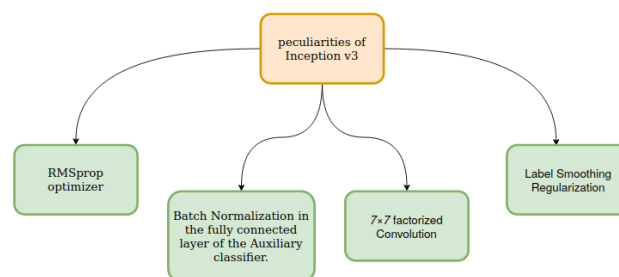 peculiarities of
Inception v3
RMSprop
optimizer
Batch Normalization in
the fully connected
layer of the Auxiliary
classifier.
7×7 factorized
Convolution
Label Smoothing
Regularization